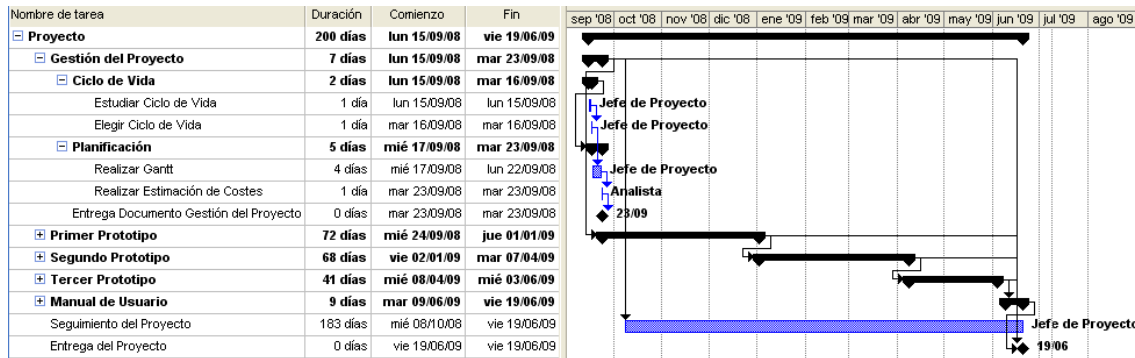 Nombre de tarea Duración Comienzo Fin sep '08 oct '08 nov '08 dic '08 ene '09 feb '09 mar '09 abr '09 may '09 jun '09 jul '09 ago '09
Proyecto 200 días lun 15/09/08 vie 19/06/09
Gestión del Proyecto 7 días lun 15/09/08 mar 23/09/08
Ciclo de Vida 2 días lun 15/09/08 mar 16/09/08
Estudiar Ciclo de Vida 1 día lun 15/09/08 lun 15/09/08 Jefe de Proyecto
Elegir Ciclo de Vida 1 día mar 16/09/08 mar 16/09/08 Jefe de Proyecto
Planificación 5 días mié 17/09/08 mar 23/09/08
Realizar Gantt 4 días mié 17/09/08 lun 22/09/08 Jefe de Proyecto
Realizar Estimación de Costes 1 día mar 23/09/08 mar 23/09/08 Analista
Entrega Documento Gestión del Proyecto 0 días mar 23/09/08 mar 23/09/08 23/09
Primer Prototipo 72 días mié 24/09/08 jue 01/01/09
Segundo Prototipo 68 días vie 02/01/09 mar 07/04/09
Tercer Prototipo 41 días mié 08/04/09 mié 03/06/09
Manual de Usuario 9 días mar 09/06/09 vie 19/06/09
Seguimiento del Proyecto 183 días mié 08/10/08 vie 19/06/09 Jefe de Proyecto
Entrega del Proyecto 0 días vie 19/06/09 vie 19/06/09 19/06